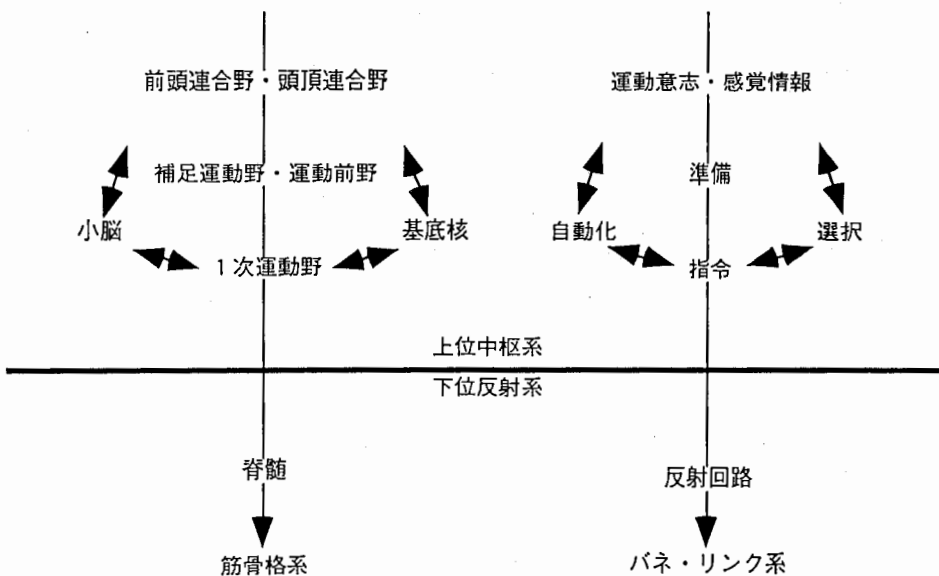 前頭連合野・頭頂連合野
運動意志・感覚情報
補足運動野・運動前野
準備
小脳
基底核
自動化
選択
1次運動野
指令
上位中枢系
下位反射系
脊髄
反射回路
筋骨格系
バネ・リンク系